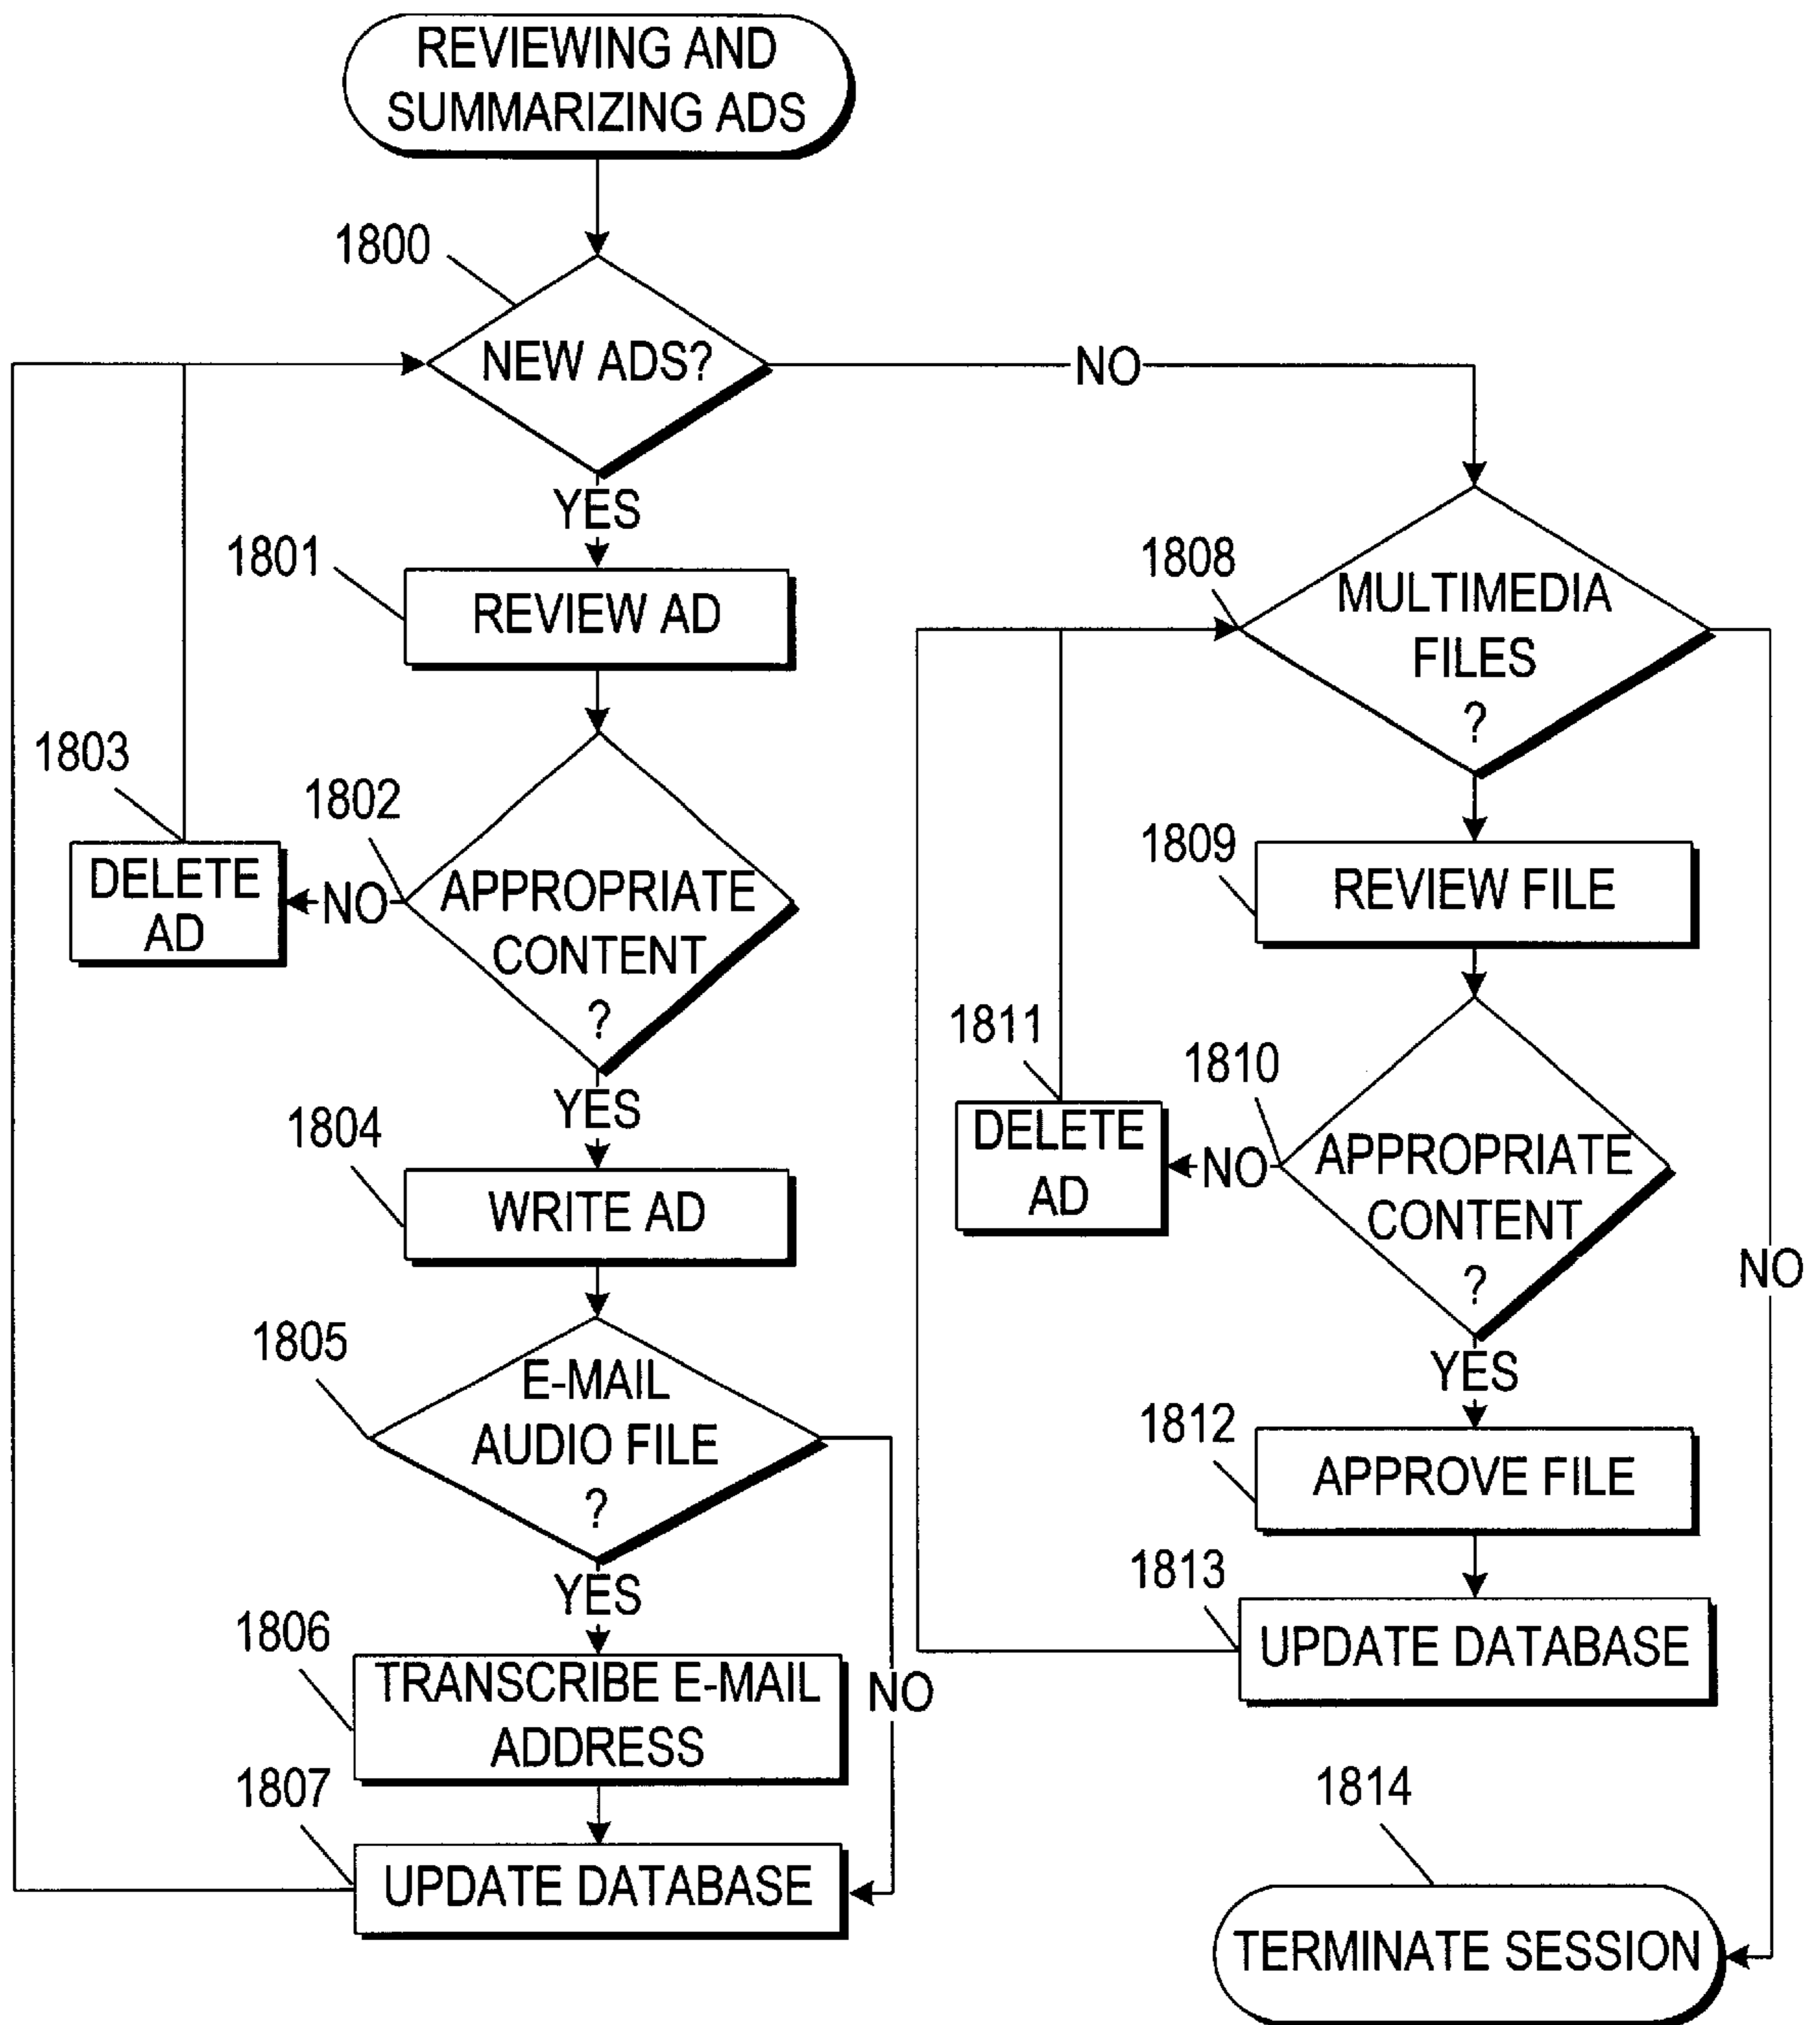 REVIEWING AND
SUMMARIZING ADS
1800
NEW ADS?
NO
YES
1801
REVIEW AD
1803
DELETE
AD
NO
1802
APPROPRIATE
CONTENT
?
YES
1804
WRITE AD
1805
E-MAIL
AUDIO FILE
?
YES
NO
1806
TRANSCRIBE E-MAIL
ADDRESS
1807
UPDATE DATABASE
1808
MULTIMEDIA
FILES
?
NO
1809
REVIEW FILE
1811
DELETE
AD
NO
1810
APPROPRIATE
CONTENT
?
YES
1812
APPROVE FILE
1813
UPDATE DATABASE
1814
TERMINATE SESSION